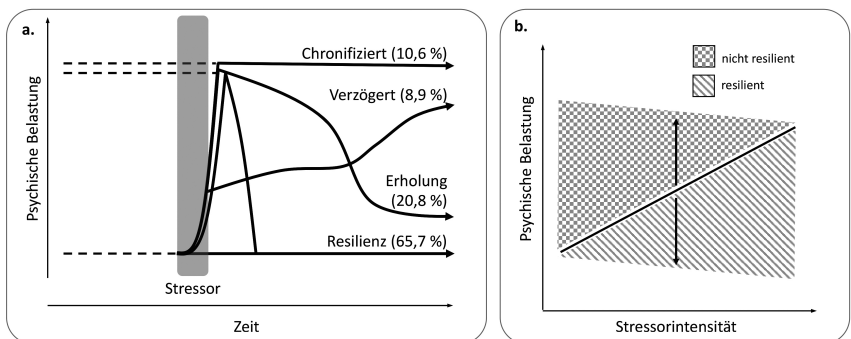 a.
Psychische Belastung
Chronifiziert (10,6 %)
Verzögert (8,9 %)
Erholung
(20,8 %)
Resilienz (65,7 %)
Stressor
Zeit
b.
Psychische Belastung
nicht resilient
resilient
Stressorintensität